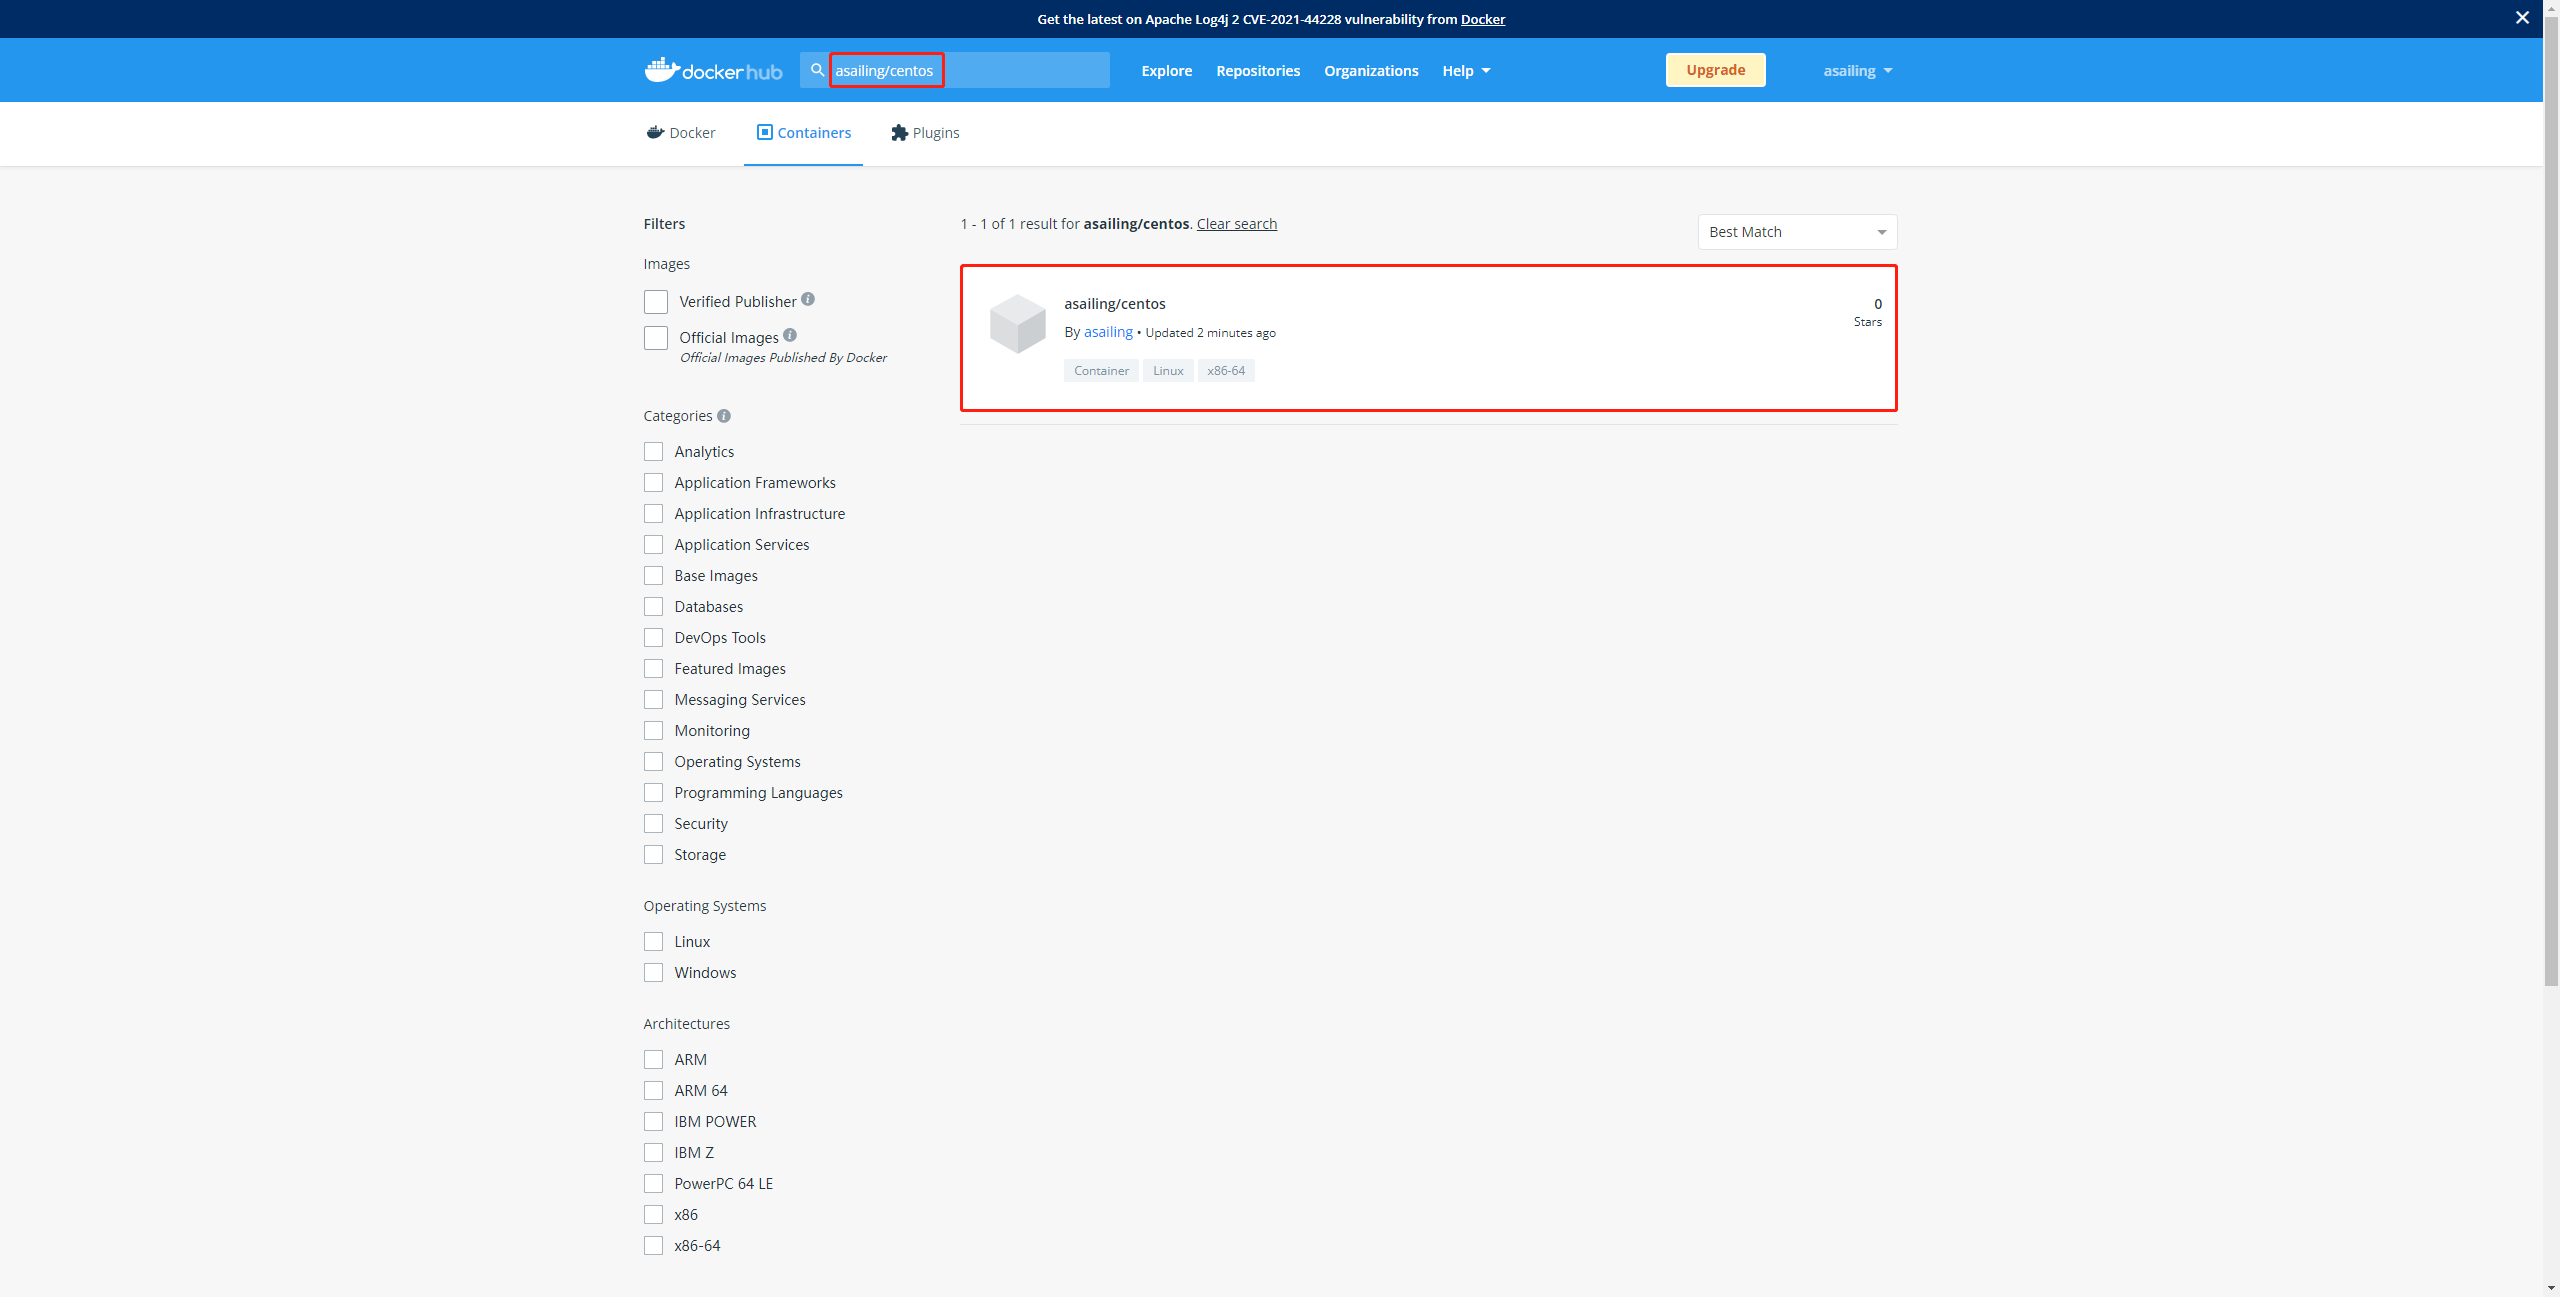 Get the latest on Apache Log4j 2 CVE-2021-44228 vulnerability from Docker
docker hub
asailing/centos
Explore Repositories Organizations Help
Upgrade
asailing
Docker Containers Plugins
Filters
1 - 1 of 1 result for asailing/centos. Clear search
Best Match
Images
Verified Publisher
Official Images
Official Images Published By Docker
asailing/centos
0
Stars
By asailing • Updated 2 minutes ago
Container Linux x86-64
Categories
Analytics
Application Frameworks
Application Infrastructure
Application Services
Base Images
Databases
DevOps Tools
Featured Images
Messaging Services
Monitoring
Operating Systems
Programming Languages
Security
Storage
Operating Systems
Linux
Windows
Architectures
ARM
ARM 64
IBM POWER
IBM Z
PowerPC 64 LE
x86
x86-64